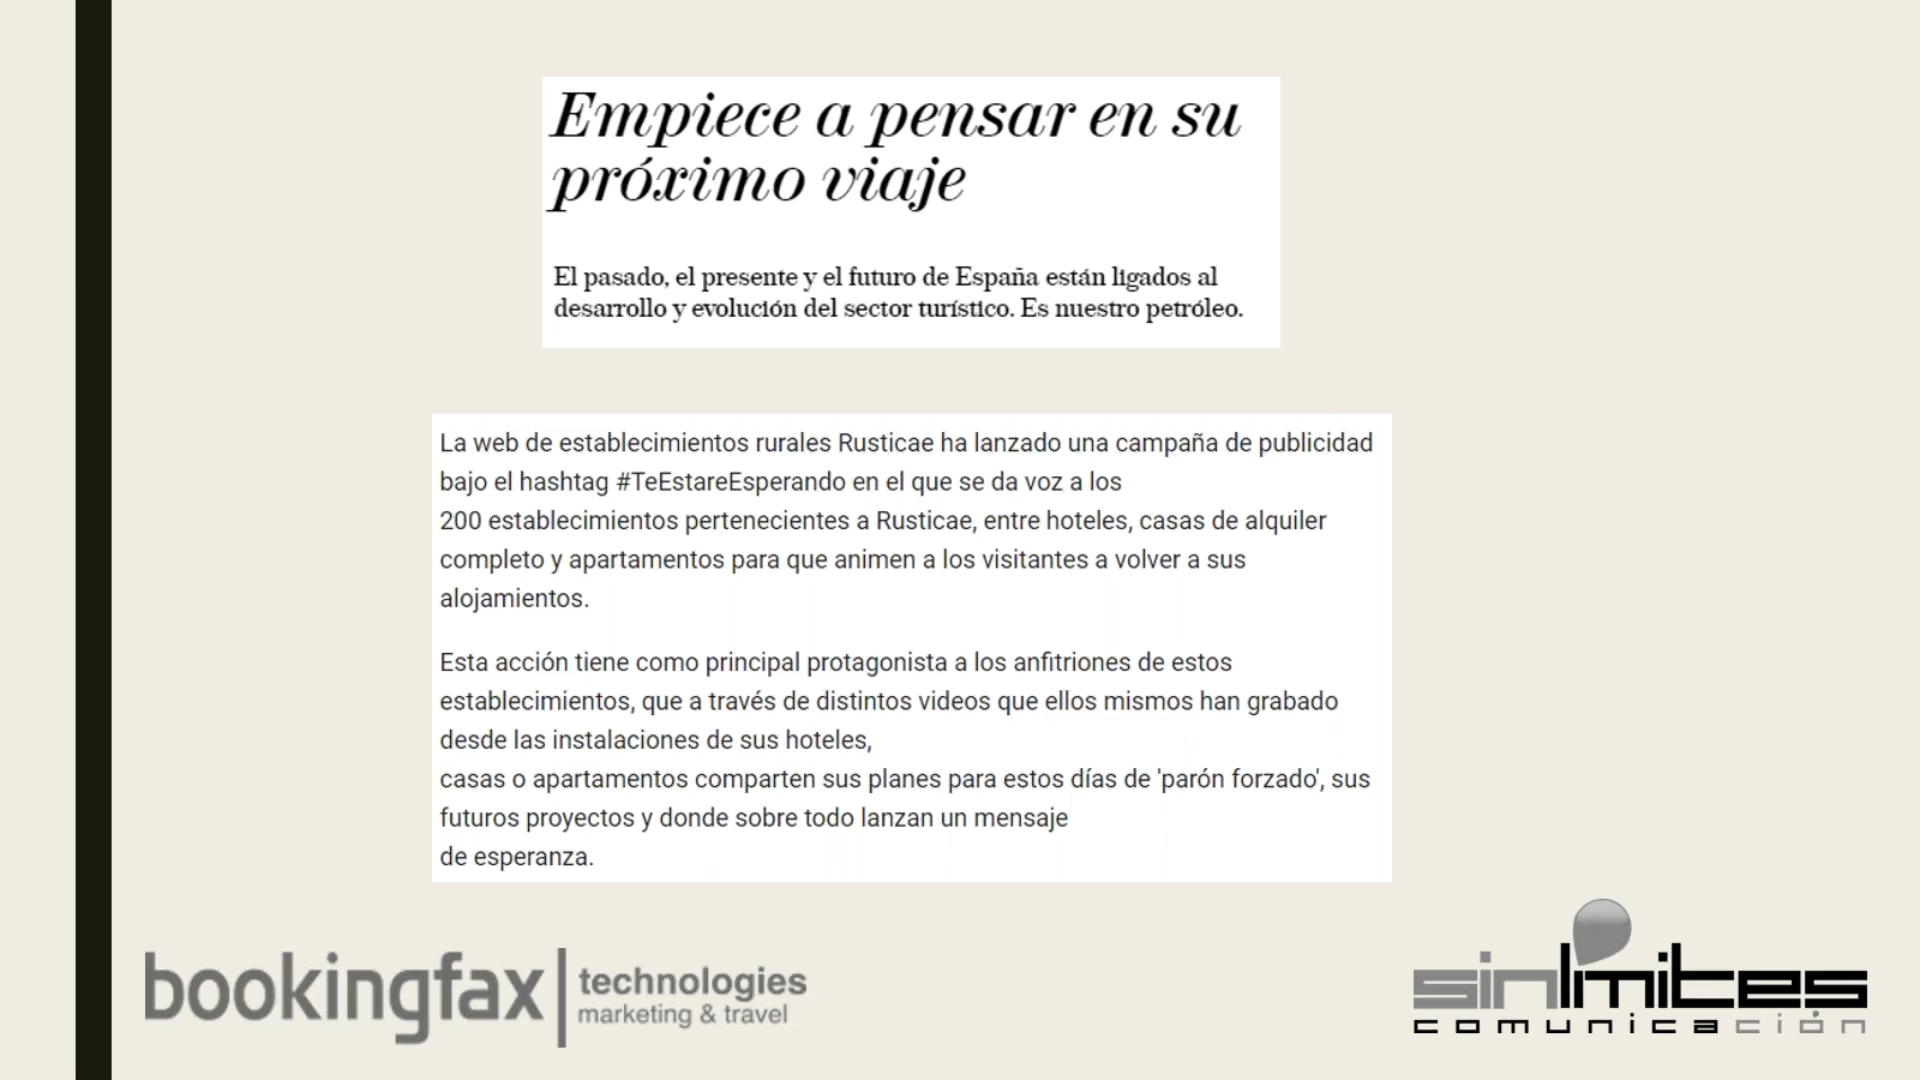 Empiece a pensar en su
próximo viaje
El pasado, el presente y el futuro de España están ligados al
desarrollo y evolución del sector turístico. Es nuestro petróleo.
La web de establecimientos rurales Rusticae ha lanzado una campaña de publicidad
bajo el hashtag #TeEstareEsperando en el que se da voz a los
200 establecimientos pertenecientes a Rusticae, entre hoteles, casas de alquiler
completo y apartamentos para que animen a los visitantes a volver a sus
alojamientos.
Esta acción tiene como principal protagonista a los anfitriones de estos
establecimientos, que a través de distintos videos que ellos mismos han grabado
desde las instalaciones de sus hoteles,
casas o apartamentos comparten sus planes para estos días de 'parón forzado', sus
futuros proyectos y donde sobre todo lanzan un mensaje
de esperanza.
bookingfax
technologies
marketing & travel
sinlimites
comunicación